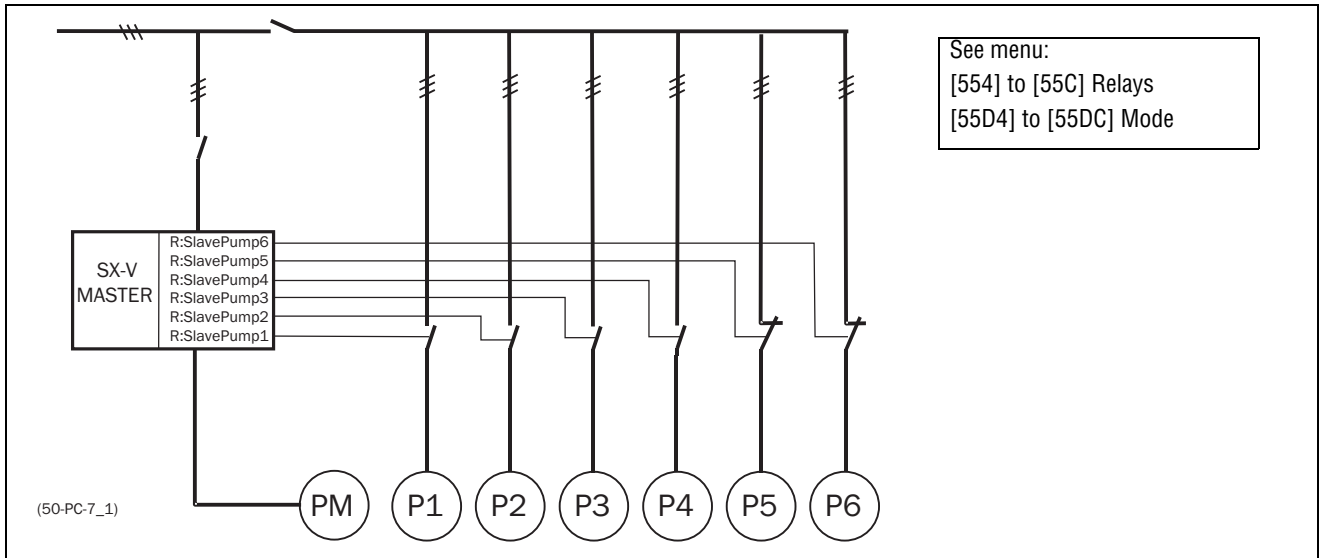 See menu:
[554] to [55C] Relays
[55D4] to [55DC] Mode
SX-V
MASTER
R:SlavePump6
R:SlavePump5
R:SlavePump4
R:SlavePump3
R:SlavePump2
R:SlavePump1
(50-PC-7_1)
PM
P1
P2
P3
P4
P5
P6